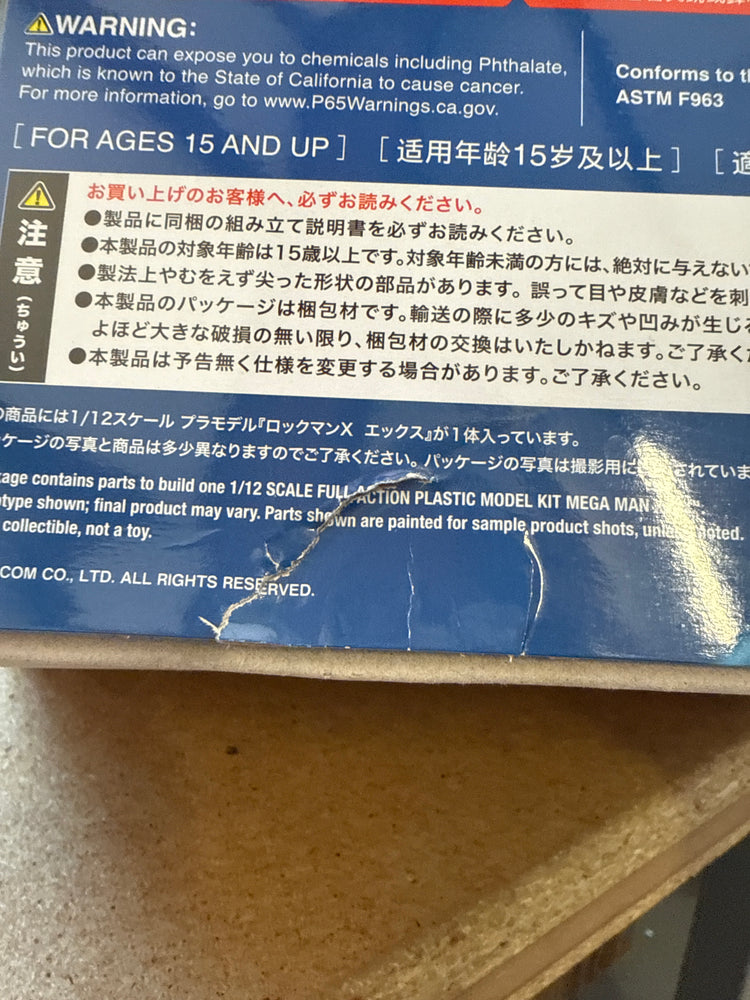 ⚠WARNING:
This product can expose you to chemicals including Phthalate,
which is known to the State of California to cause cancer.
For more information, go to www.P65Warnings.ca.gov.
Conforms to
ASTM F963
[FOR AGES 15 AND UP] [适用年龄15岁及以上] [適
注意(ちゅうい)
お買い上げのお客様へ、必ずお読みください。
●製品に同梱の組み立て説明書を必ずお読みください。
●本製品の対象年齢は15歳以上です。対象年齢未満の方には、絶対に与えない
●製法上やむをえず尖った形状の部品があります。誤って目や皮膚などを刺
●本製品のパッケージは梱包材です。輸送の際に多少のキズや凹みが生じ
よほど大きな破損の無い限り、梱包材の交換はいたしかねます。ご了承く
●本製品は予告無く仕様を変更する場合があります。ご了承ください。
商品には1/12スケール プラモデル『ロックマンX エックス』が1体入っています。
ケージの写真と商品は多少異なりますのでご了承ください。パッケージの写真は撮影用に されていま
age contains parts to build one 1/12 SCALE FULL ACTION PLASTIC MODEL KIT MEGA MAN
type shown; final product may vary. Parts shown are painted for sample product shots, unless noted.
collectible, not a toy.
COM CO., LTD. ALL RIGHTS RESERVED.